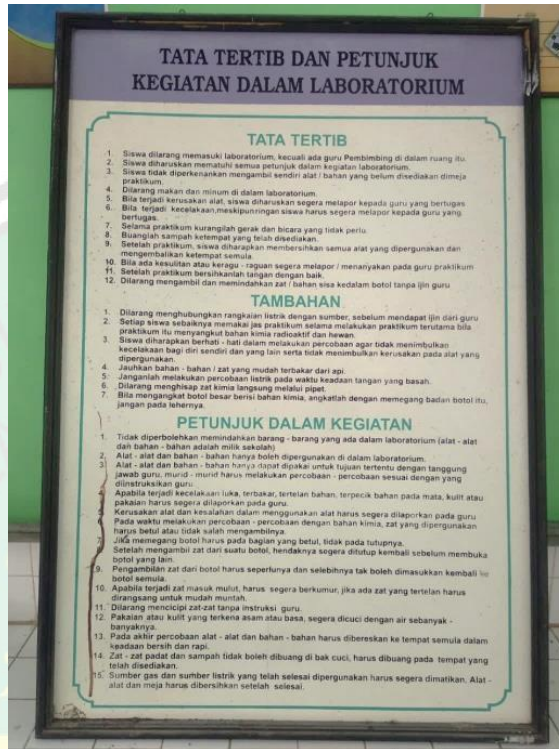 TATA TERTIB DAN PETUNJUK
KEGIATAN DALAM LABORATORIUM
TATA TERTIB
1. Siswa dilarang memasuki laboratorium, kecuali ada guru Pembimbing di dalam ruang itu.
2. Siswa diharuskan mematuhi semua petunjuk dalam kegiatan laboratorium.
3. Siswa tidak diperkenankan mengambil sendiri alat / bahan yang belum disediakan dimeja
praktikum.
4. Dilarang makan dan minum di dalam laboratorium.
5. Bila terjadi kerusakan alat, siswa diharuskan segera melapor kepada guru yang bertugas
6. Bila terjadi kecelakaan,meskipunringan siswa harus segera melapor kepada guru yang
bertugas.
7. Selama praktikum kurangilah gerak dan bicara yang tidak perlu.
8. Buanglah sampah ketempat yang telah disediakan.
9. Setelah praktikum, siswa diharapkan membersihkan semua alat yang dipergunakan dan
mengembalikan ketempat semula.
10. Bila ada kesulitan atau keragu - raguan segera melapor / menanyakan pada guru praktikum
11. Setelah praktikum bersihkanlah tangan dengan baik.
12. Dilarang mengambil dan memindahkan zat / bahan sisa kedalam botol tanpa ijin guru
TAMBAHAN
1. Dilarang menghubungkan rangkaian listrik dengan sumber, sebelum mendapat ijin dari guru
2. Setiap siswa sebaiknya memakai jas praktikum selama melakukan praktikum terutama bila
praktikum itu menyangkut bahan kimia radioaktif dan hewan.
3. Siswa diharapkan berhati - hati dalam melakukan percobaan agar tidak menimbulkan
kecelakaan bagi diri sendiri dan yang lain serta tidak menimbulkan kerusakan pada alat yang
dipergunakan.
4. Jauhkan bahan - bahan / zat yang mudah terbakar dari api.
5. Janganlah melakukan percobaan listrik pada waktu keadaan tangan yang basah.
6. Dilarang menghisap zat kimia langsung melalui pipet.
7. Bila mengangkat botol besar berisi bahan kimia, angkatlah dengan memegang badan botol itu,
jangan pada lehernya.
PETUNJUK DALAM KEGIATAN
1. Tidak diperbolehkan memindahkan barang - barang yang ada dalam laboratorium (alat - alat
dah bahan - bahan adalah milik sekolah)
2. Alat - alat dan bahan - bahan hanya boleh dipergunakan di dalam laboratorium.
3. Alat - alat dan bahan - bahan hanya dapat dipakai untuk tujuan tertentu dengan tanggung
jawab guru, murid - murid harus melakukan percobaan - percobaan sesuai dengan yang
diinstruksikan guru
4. Apabila terjadi kecelakaan luka, terbakar, tertelan bahan, terpecik bahan pada mata, kulit atau
pakaian harus segera dilaporkan pada guru.
Kerusakan alat dan kesalahan dalam menggunakan alat harus segera dilaporkan pada guru
Pada waktu melakukan percobaan - percobaan dengan bahan kimia, zat yang dipergunakan
harus betul atau tidak salah mengambilnya.
7. Jika memegang botol harus pada bagian yang betul, tidak pada tutupnya.
Setelah mengambil zat dari suatu botol, hendaknya segera ditutup kembali sebelum membuka
botol yang lain.
9. Pengambilan zat dari botol harus seperlunya dan selebihnya tak boleh dimasukkan kembali ke
botol semula.
10. Apabila terjadi zat masuk mulut, harus segera berkumur, jika ada zat yang tertelan harus
dirangsang untuk mudah muntah.
11. Dilarang mencicipi zat-zat tanpa instruksi guru.
12. Pakaian atau kulit yang terkena asam atau basa, segera dicuci dengan air sebanyak -
banyaknya.
13. Pada akhir percobaan alat - alat dan bahan - bahan harus dibereskan ke tempat semula dalam
keadaan bersih dan rapi.
14. Zat - zat padat dan sampah tidak boleh dibuang di bak cuci, harus dibuang pada tempat yang
telah disediakan.
15. Sumber gas dan sumber listrik yang telah selesai dipergunakan harus segera dimatikan, Alat -
alat dan meja harus dibersihkan setelah selesai.